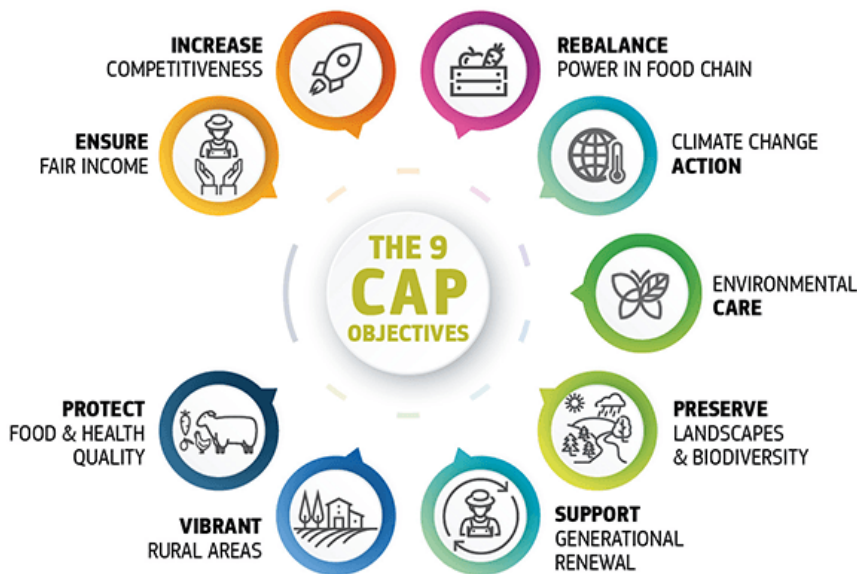 INCREASE
COMPETITIVENESS
REBALANCE
POWER IN FOOD CHAIN
ENSURE
FAIR INCOME
CLIMATE CHANGE
ACTION
THE 9
CAP
OBJECTIVES
ENVIRONMENTAL
CARE
PROTECT
FOOD & HEALTH
QUALITY
PRESERVE
LANDSCAPES
& BIODIVERSITY
VIBRANT
RURAL AREAS
SUPPORT
GENERATIONAL
RENEWAL